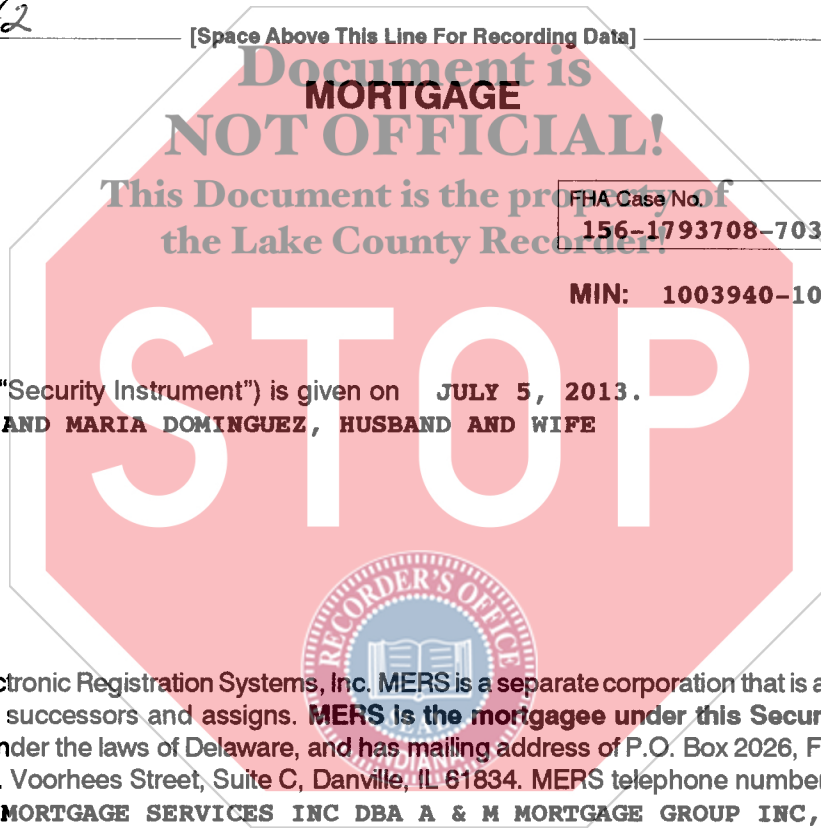 2
[Space Above This Line For Recording Data]
Document is
MORTGAGE
NOT OFFICIAL!
This Document is the property of
FHA Case No.
156-1793708-703
the Lake County Recorder!
MIN: 1003940-10
STOP
“Security Instrument”) is given on JULY 5, 2013.
AND MARIA DOMINGUEZ, HUSBAND AND WIFE
RECORDER'S OFFICE
ctronic Registration Systems, Inc. MERS is a separate corporation that is a
successors and assigns. MERS is the mortgagee under this Secur
nder the laws of Delaware, and has mailing address of P.O. Box 2026, F
INDIANA
. Voorhees Street, Suite C, Danville, IL 61834. MERS telephone number
MORTGAGE SERVICES INC DBA A & M MORTGAGE GROUP INC,